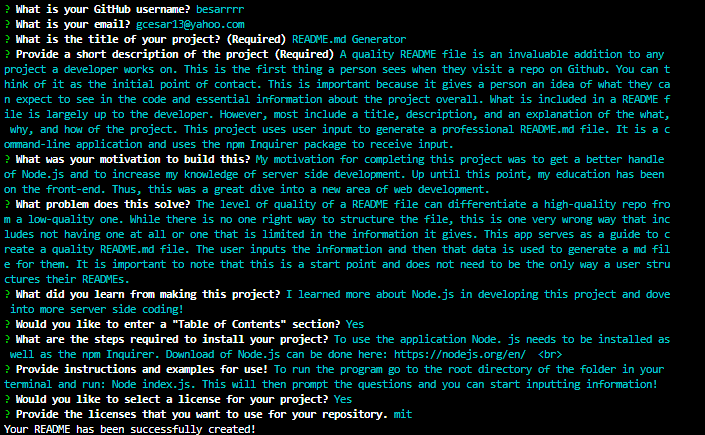 ? What is your GitHub username? besarrrr
? What is your email? gcesar13@yahoo.com
? What is the title of your project? (Required) README.md Generator
? Provide a short description of the project (Required) A quality README file is an invaluable addition to any
project a developer works on. This is the first thing a person sees when they visit a repo on Github. You can t
hink of it as the initial point of contact. This is important because it gives a person an idea of what they ca
n expect to see in the code and essential information about the project overall. What is included in a README f
ile is largely up to the developer. However, most include a title, description, and an explanation of the what,
why, and how of the project. This project uses user input to generate a professional README.md file. It is a c
ommand-line application and uses the npm Inquirer package to receive input.
? What was your motivation to build this? My motivation for completing this project was to get a better handle
of Node.js and to increase my knowledge of server side development. Up until this point, my education has been
on the front-end. Thus, this was a great dive into a new area of web development.
? What problem does this solve? The level of quality of a README file can differentiate a high-quality repo fro
m a low-quality one. While there is no one right way to structure the file, this is one very wrong way that inc
ludes not having one at all or one that is limited in the information it gives. This app serves as a guide to c
reate a quality README.md file. The user inputs the information and then that data is used to generate a md fil
e for them. It is important to note that this is a start point and does not need to be the only way a user stru
ctures their READMEs.
? What did you learn from making this project? I learned more about Node.js in developing this project and dove
into more server side coding!
? Would you like to enter a "Table of Contents" section? Yes
? What are the steps required to install your project? To use the application Node. js needs to be installed as
well as the npm Inquirer. Download of Node.js can be done here: https://nodejs.org/en/ <br>
? Provide instructions and examples for use! To run the program go to the root directory of the folder in your
terminal and run: Node index.js. This will then prompt the questions and you can start inputting information!
? Would you like to select a license for your project? Yes
? Provide the licenses that you want to use for your repository. mit
Your README has been successfully created!